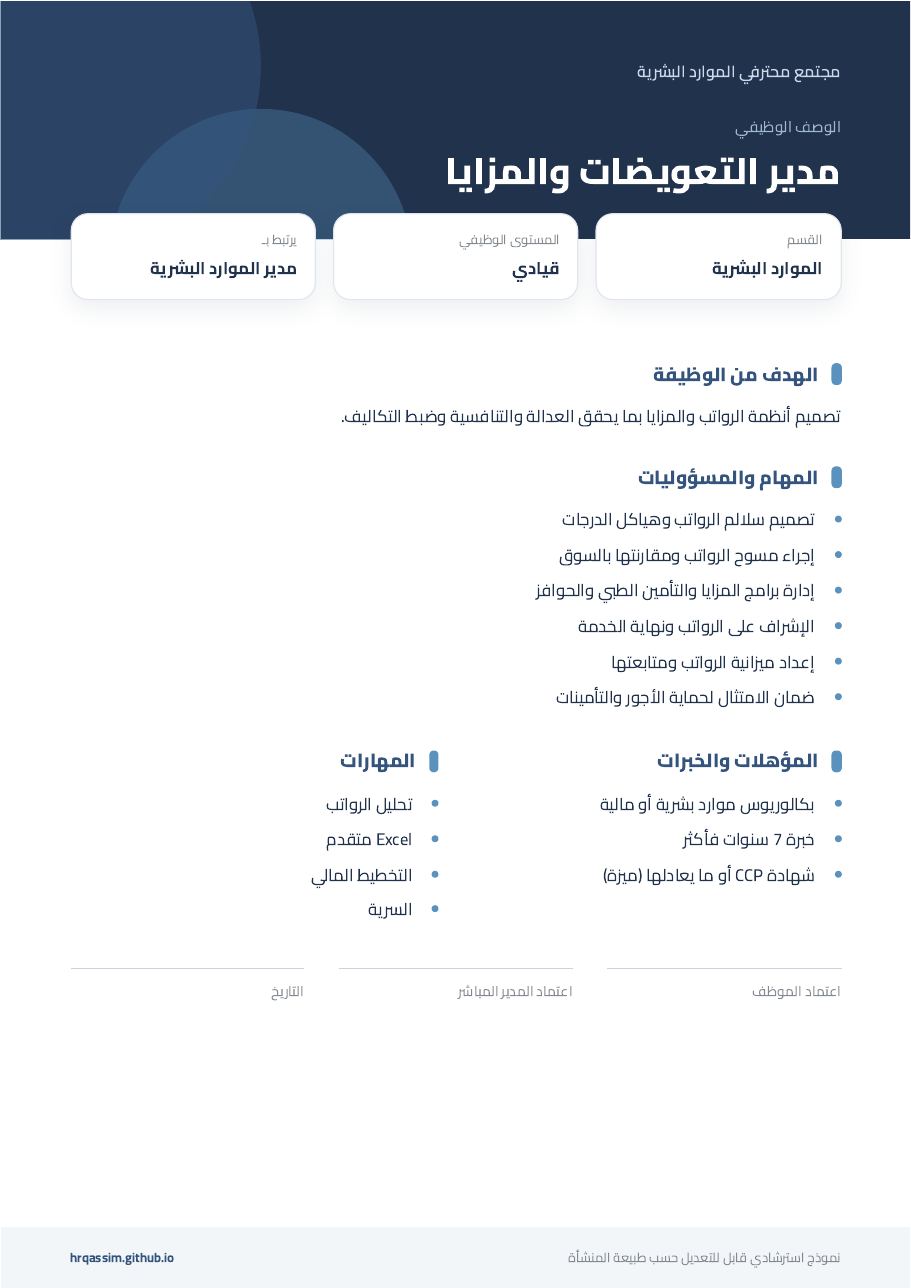 مجتمع محترفي الموارد البشرية
الوصف الوظيفي
مدير التعويضات والمزايا
القسم
الموارد البشرية
المستوى الوظيفي
قيادي
يرتبط بـ
مدير الموارد البشرية
الهدف من الوظيفة
تصميم أنظمة الرواتب والمزايا بما يحقق العدالة والتنافسية وضبط التكاليف.
المهام والمسؤوليات
تصميم سلالم الرواتب وهياكل الدرجات
إجراء مسوح الرواتب ومقارنتها بالسوق
إدارة برامج المزايا والتأمين الطبي والحوافز
الإشراف على الرواتب ونهاية الخدمة
إعداد ميزانية الرواتب ومتابعتها
ضمان الامتثال لحماية الأجور والتأمينات
المؤهلات والخبرات
بكالوريوس موارد بشرية أو مالية
خبرة 7 سنوات فأكثر
شهادة CCP أو ما يعادلها (ميزة)
المهارات
تحليل الرواتب
Excel متقدم
التخطيط المالي
السرية
اعتماد الموظف
اعتماد المدير المباشر
التاريخ
نموذج استرشادي قابل للتعديل حسب طبيعة المنشأة
hrqassim.github.io